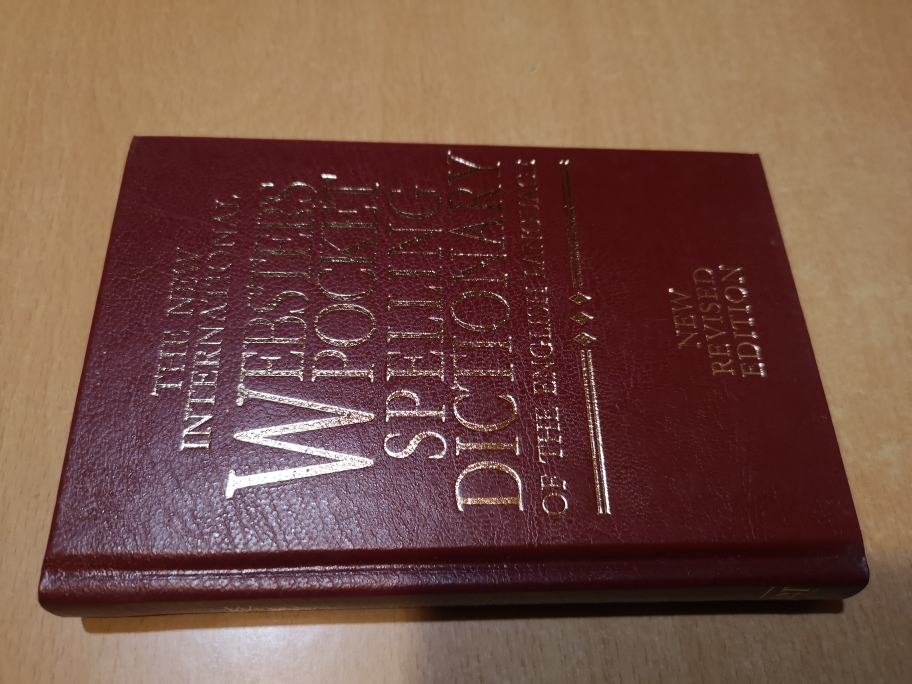 THE NEW
INTERNATIONAL
WEBSTER'S
POCKET
SPELLING
DICTIONARY
OF THE ENGLISH LANGUAGE
NEW
REVISED
EDITION